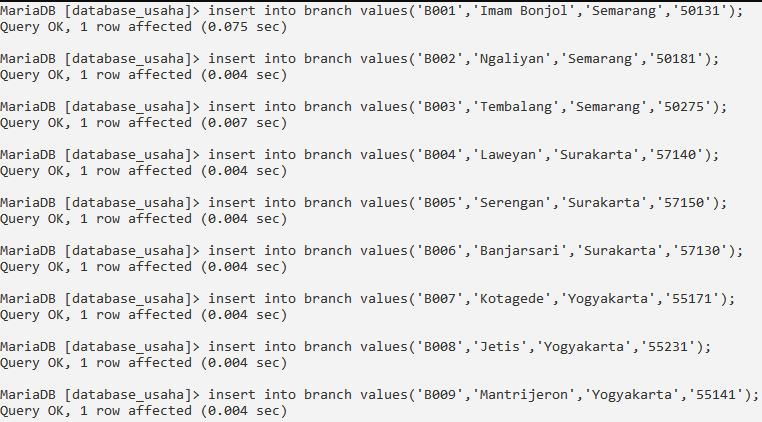 MariaDB [database_usaha]> insert into branch values('B001','Imam Bonjol','Semarang','50131');
Query OK, 1 row affected (0.075 sec)
MariaDB [database_usaha]> insert into branch values('B002','Ngaliyan','Semarang','50181');
Query OK, 1 row affected (0.004 sec)
MariaDB [database_usaha]> insert into branch values('B003','Tembalang','Semarang','50275');
Query OK, 1 row affected (0.007 sec)
MariaDB [database_usaha]> insert into branch values('B004','Laweyan','Surakarta','57140');
Query OK, 1 row affected (0.004 sec)
MariaDB [database_usaha]> insert into branch values('B005','Serengan','Surakarta','57150');
Query OK, 1 row affected (0.004 sec)
MariaDB [database_usaha]> insert into branch values('B006','Banjarsari','Surakarta','57130');
Query OK, 1 row affected (0.004 sec)
MariaDB [database_usaha]> insert into branch values('B007','Kotagede','Yogyakarta','55171');
Query OK, 1 row affected (0.004 sec)
MariaDB [database_usaha]> insert into branch values('B008','Jetis','Yogyakarta','55231');
Query OK, 1 row affected (0.004 sec)
MariaDB [database_usaha]> insert into branch values('B009','Mantrijeron','Yogyakarta','55141');
Query OK, 1 row affected (0.004 sec)